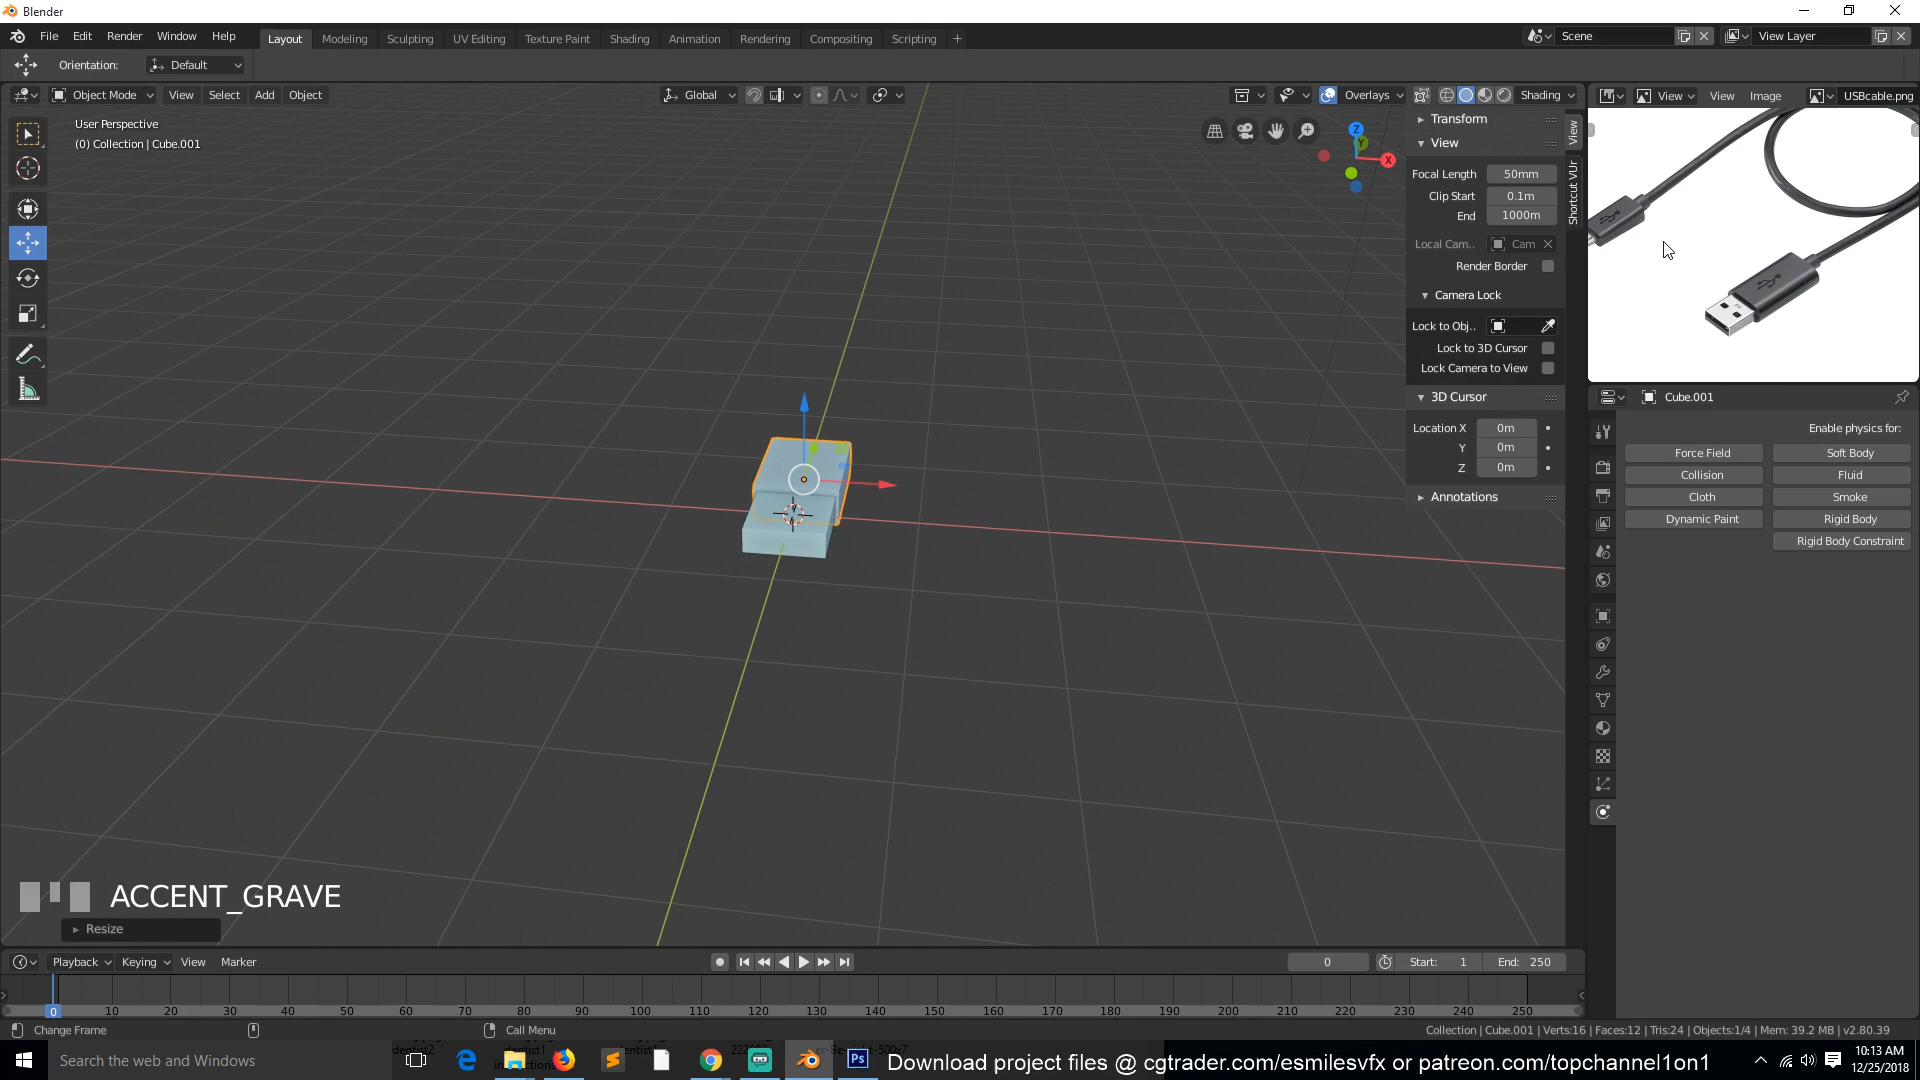 Blender
File Edit Render Window Help Layout Modeling Sculpting UV Editing Texture Paint Shading Animation Rendering Compositing Scripting + Scene View Layer
Orientation: Default
Object Mode View Select Add Object Global Overlays Shading View View Image USBcable.png
User Perspective
(0) Collection | Cube.001
Z
Y
X
Transform
View
Focal Length 50mm
Clip Start 0.1m
End 1000m
Local Cam.. Cam
Render Border
Camera Lock
Lock to Obj..
Lock to 3D Cursor
Lock Camera to View
3D Cursor
Location X 0m
Y 0m
Z 0m
Annotations
View
Shortcut VUr
Cube.001
Enable physics for:
Force Field Soft Body
Collision Fluid
Cloth Smoke
Dynamic Paint Rigid Body
Rigid Body Constraint
ACCENT_GRAVE
Resize
Playback Keying View Marker 0 Start: 1 End: 250
0 10 20 30 40 50 60 70 80 90 100 110 120 130 140 150 160 170 180 190 200 210 220 230 240 250
Change Frame Call Menu Collection | Cube.001 | Verts:16 | Faces:12 | Tris:24 | Objects:1/4 | Mem: 39.2 MB | v2.80.39
Search the web and Windows
Ps
Download project files @ cgtrader.com/esmilesvfx or patreon.com/topchannel1on1
10:13 AM
12/25/2018